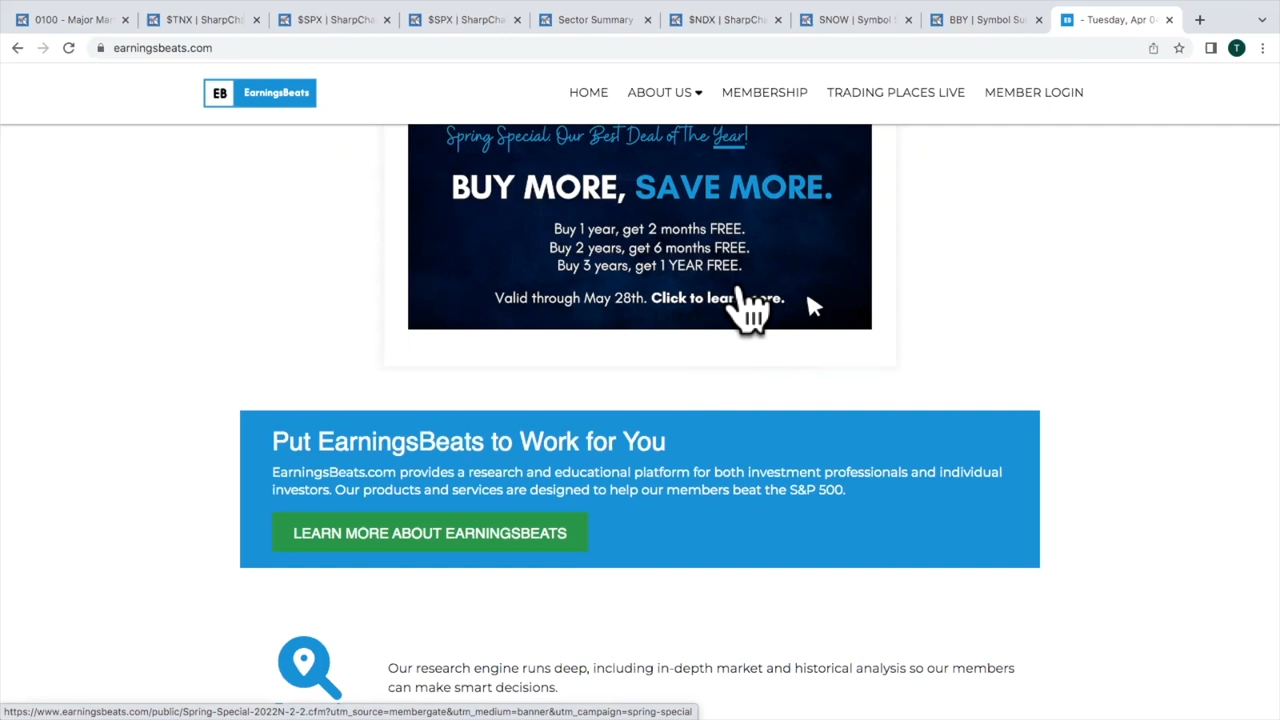 0100 - Major Mar
$TNX | SharpCha
$SPX | SharpCha
$SPX | SharpCha
Sector Summary
$NDX | SharpCha
SNOW | Symbol S
BBY | Symbol Su
- Tuesday, Apr 04
earningsbeats.com
T
EB EarningsBeats
HOME
ABOUT US
MEMBERSHIP
TRADING PLACES LIVE
MEMBER LOGIN
Spring Special: Our Best Deal of the Year!
BUY MORE, SAVE MORE.
Buy 1 year, get 2 months FREE.
Buy 2 years, get 6 months FREE.
Buy 3 years, get 1 YEAR FREE.
Valid through May 28th. Click to learn more.
Put EarningsBeats to Work for You
EarningsBeats.com provides a research and educational platform for both investment professionals and individual
investors. Our products and services are designed to help our members beat the S&P 500.
LEARN MORE ABOUT EARNINGSBEATS
Our research engine runs deep, including in-depth market and historical analysis so our members
can make smart decisions.
https://www.earningsbeats.com/public/Spring-Special-2022N-2-2.cfm?utm_source=membergate&utm_medium=banner&utm_campaign=spring-special